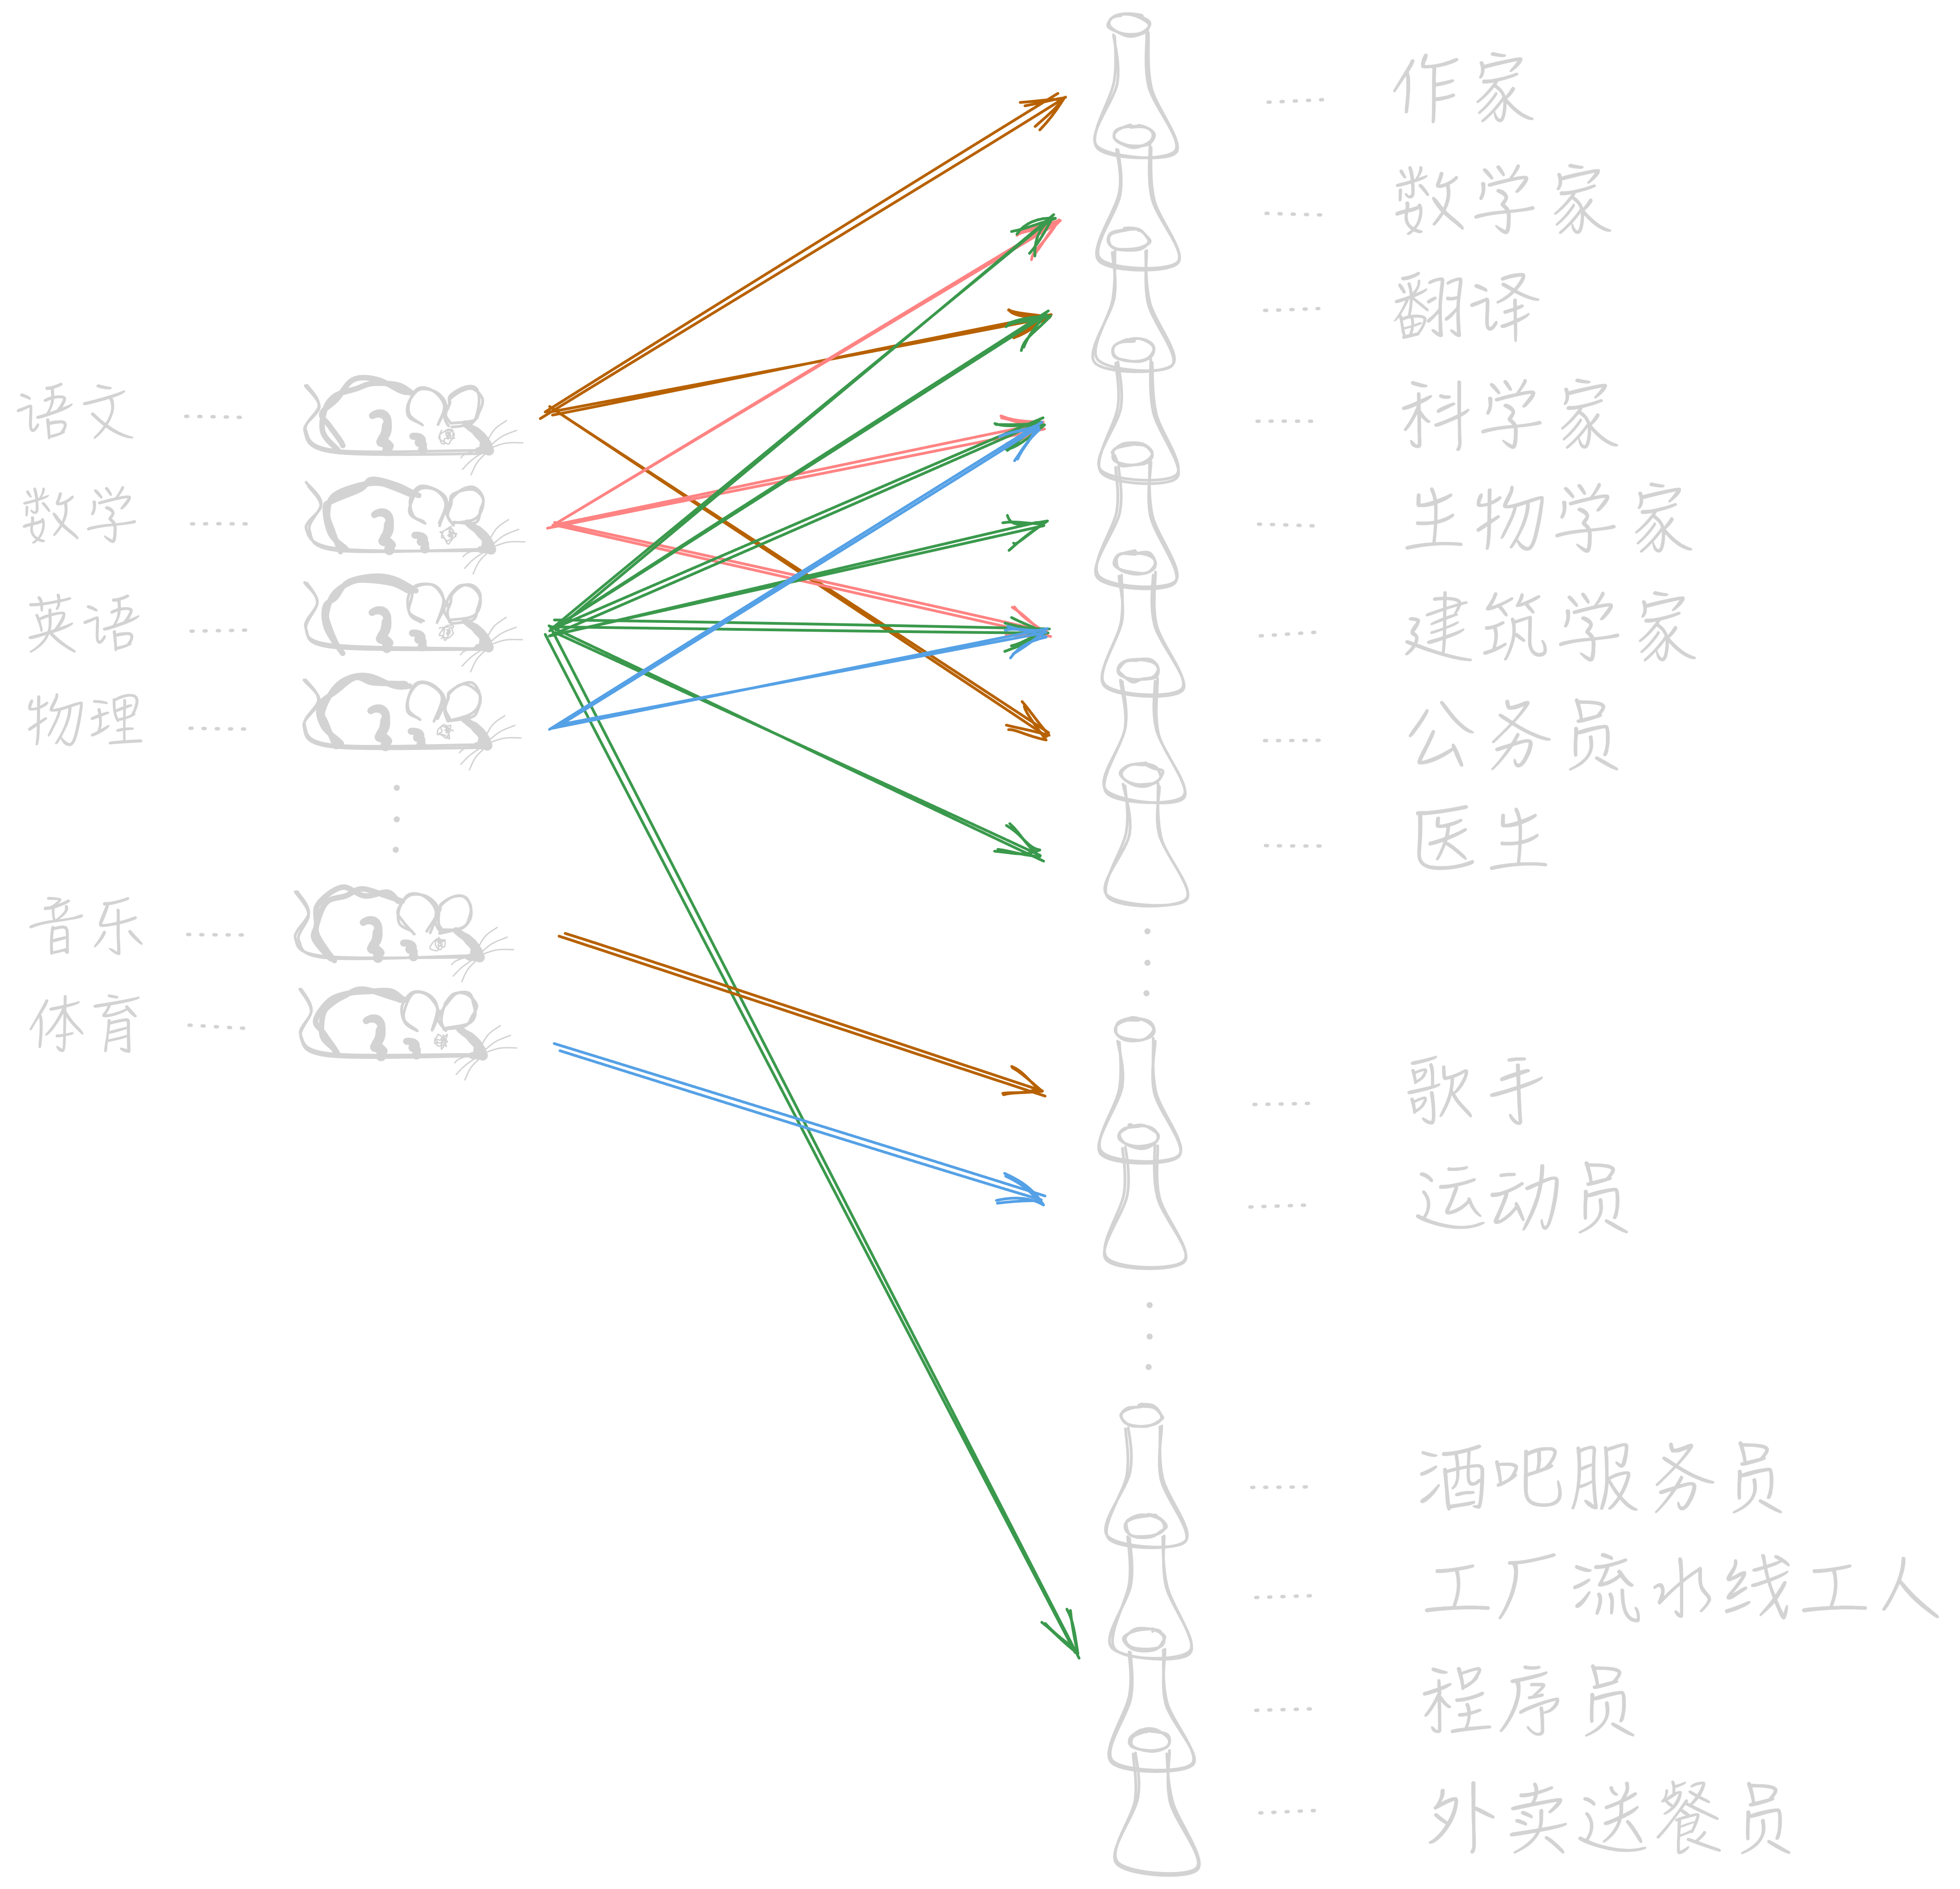 作家
数学家
翻译
科学家
生物学家
语文
数学
英语
建筑学家
物理
公务员
医生
音乐
体育
歌手
运动员
酒吧服务员
工厂流水线工人
程序员
外卖送餐员